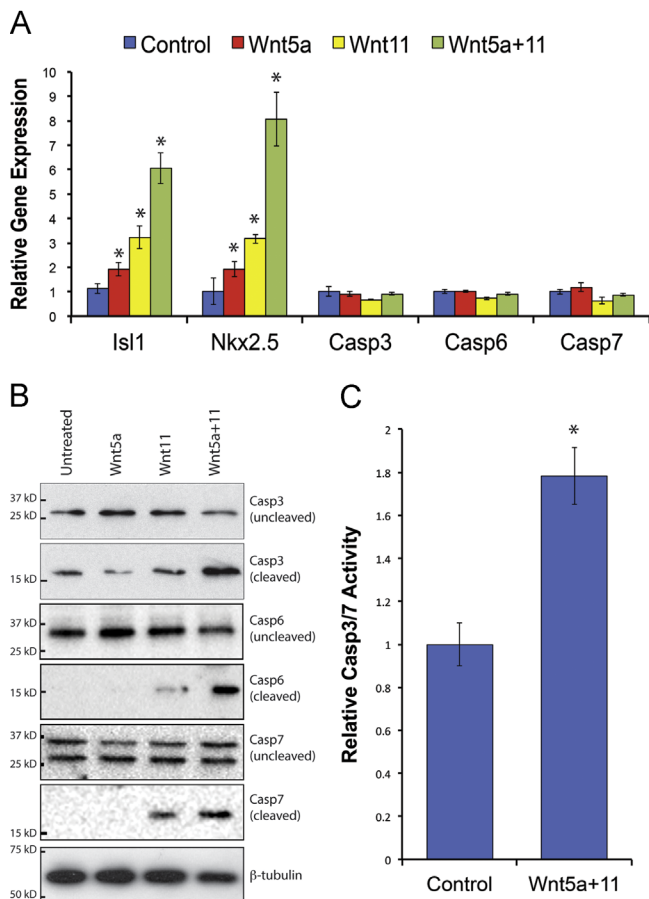 A
Control Wnt5a Wnt11 Wnt5a+11
Relative Gene Expression
10
9
8
7
6
5
4
3
2
1
0
* * * * * *
Isl1 Nkx2.5 Casp3 Casp6 Casp7
B
Untreated Wnt5a Wnt11 Wnt5a+11
37 kD
25 kD
Casp3
(uncleaved)
15 kD
Casp3
(cleaved)
37 kD
25 kD
Casp6
(uncleaved)
15 kD
Casp6
(cleaved)
37 kD
25 kD
Casp7
(uncleaved)
15 kD
Casp7
(cleaved)
75 kD
50 kD
β-tubulin
C
Relative Casp3/7 Activity
2
1.8
1.6
1.4
1.2
1
0.8
0.6
0.4
0.2
0
*
Control Wnt5a+11